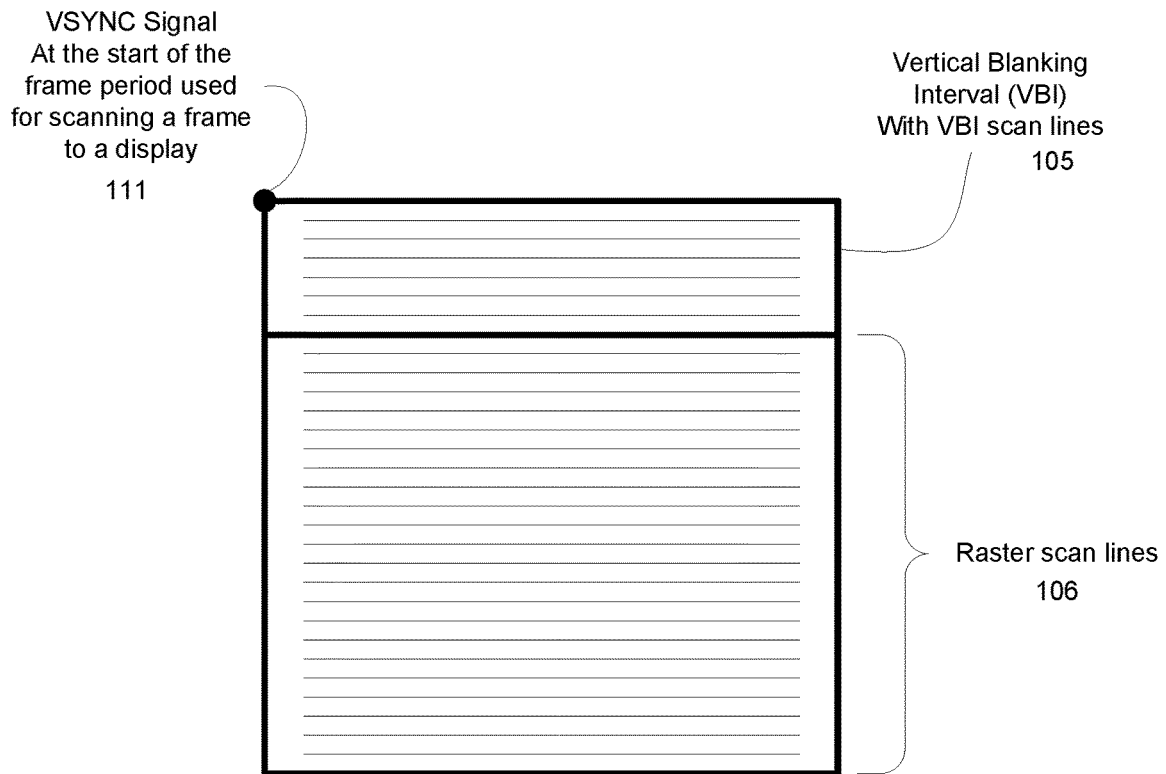 VSYNC Signal
At the start of the
frame period used
for scanning a frame
to a display
111
Vertical Blanking
Interval (VBI)
With VBI scan lines
105
Raster scan lines
106